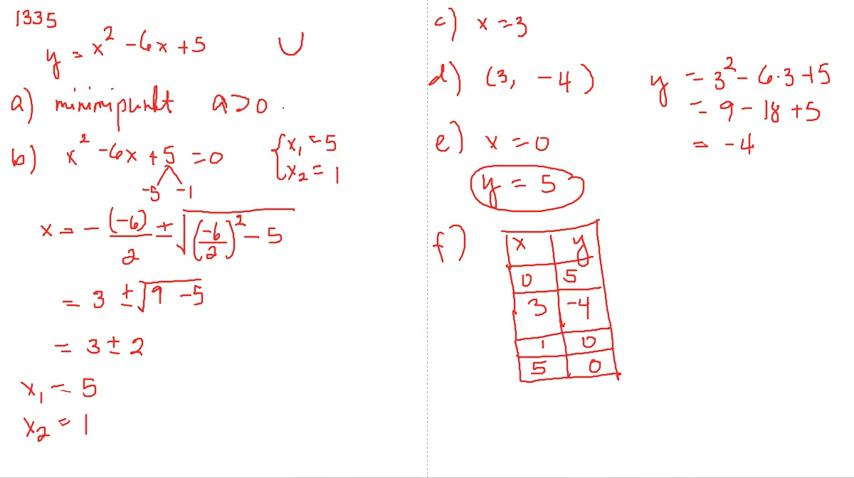 1335
y = x² - 6x + 5
a) minimipunkt a > 0.
b) x² - 6x + 5 = 0 { x₁ = 5
x₂ = 1
-5 -1
x = - (-6)/2 ± √((-6/2)² - 5)
= 3 ± √(9 - 5)
= 3 ± 2
x₁ = 5
x₂ = 1
c) x = 3
d) (3, -4) y = 3² - 6·3 + 5
= 9 - 18 + 5
= -4
e) x = 0
y = 5
f)
x y
0 5
3 -4
1 0
5 0